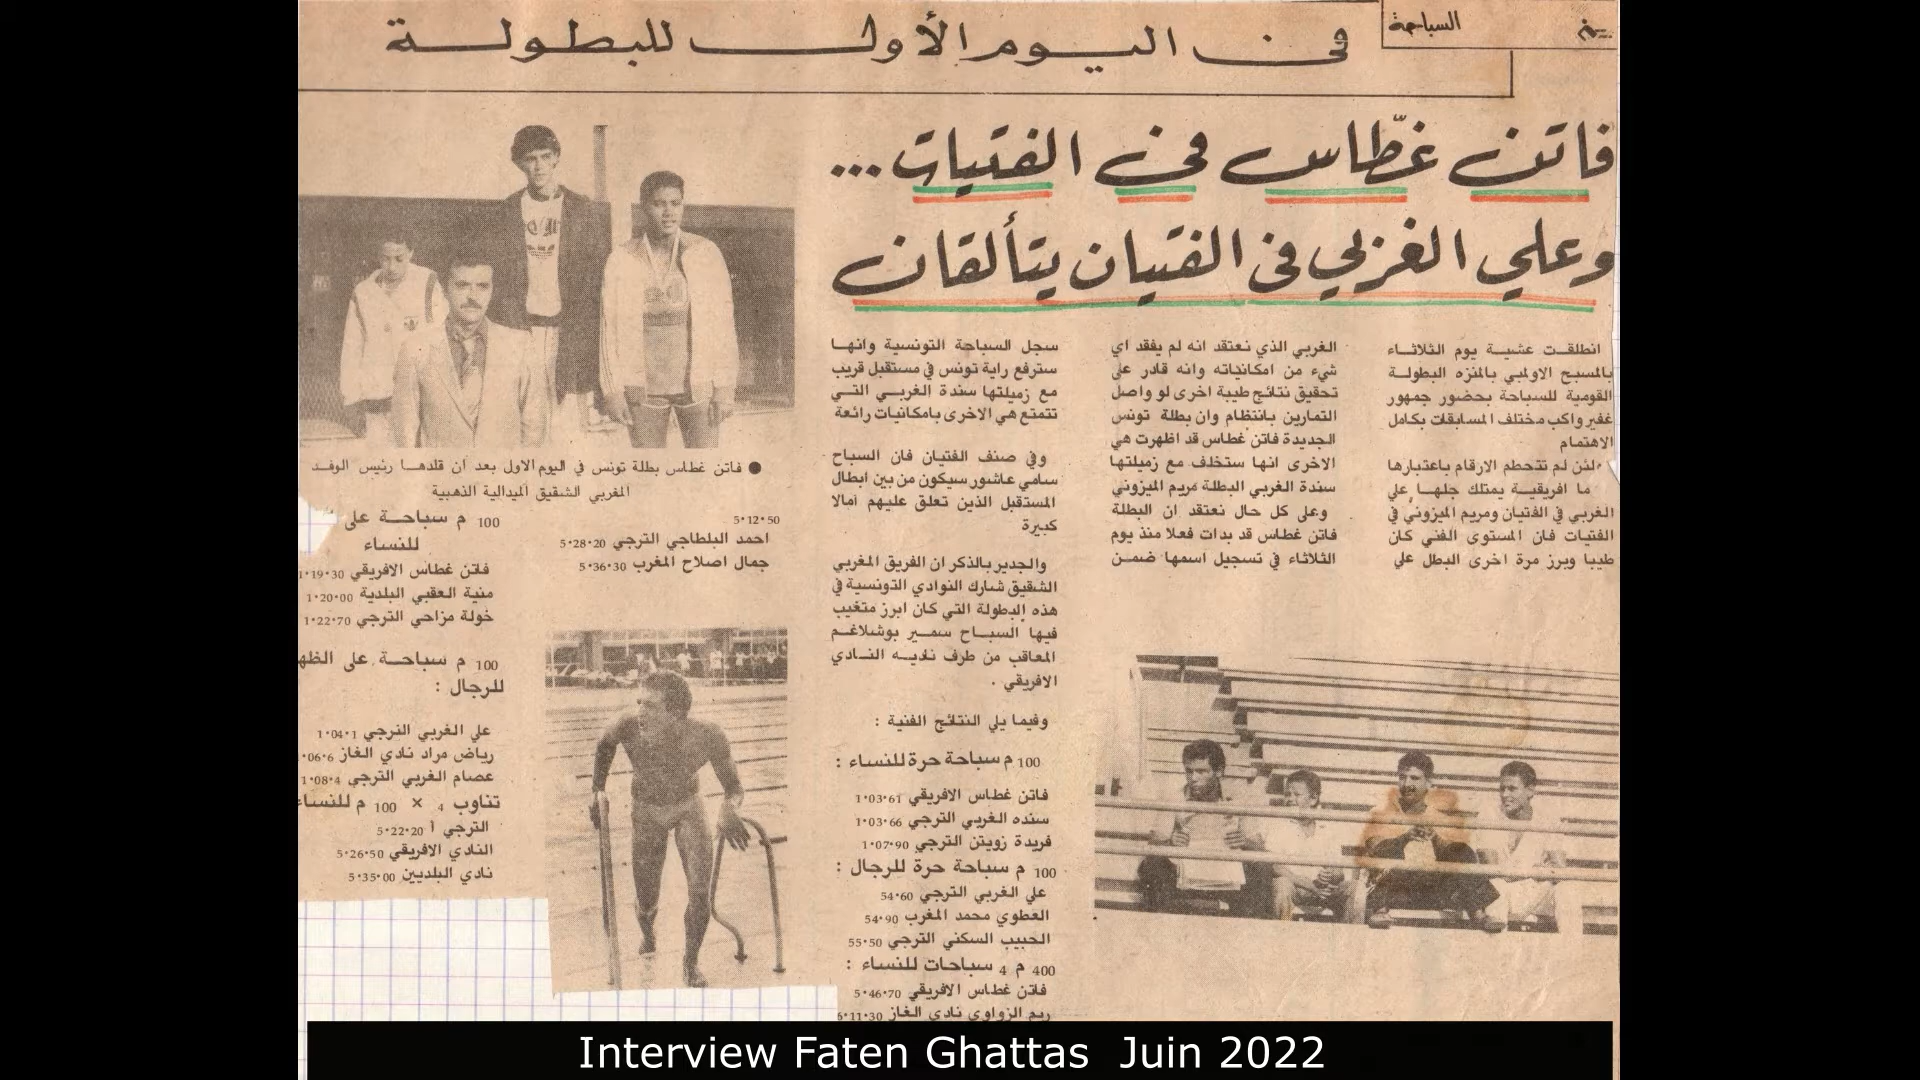 السباحة
في اليوم الأول للبطولة
فاتن غطّاس في الفتيات ...
وعلي الغربي في الفتيان يتألقان
انطلقت عشية يوم الثلاثاء
بالمسبح الاولمبي بالمنزه البطولة
القومية للسباحة بحضور جمهور
غفير واكب مختلف المسابقات بكامل
الاهتمام
ولئن لم تتحطم الارقام باعتبارها
ما افريقية يمتلك جلها علي
الغربي في الفتيان ومريم الميزوني في
الفتيات فان المستوى الفني كان
طيبا وبرز مرة اخرى البطل علي
الغربي الذي نعتقد انه لم يفقد اي
شيء من امكانياته وانه قادر على
تحقيق نتائج طيبة اخرى لو واصل
التمارين بانتظام وان بطلة تونس
الجديدة فاتن غطاس قد اظهرت هي
الاخرى انها ستخلف مع زميلتها
سندة الغربي البطلة مريم الميزوني
وعلى كل حال نعتقد ان البطلة
فاتن غطاس قد بدات فعلا منذ يوم
الثلاثاء في تسجيل اسمها ضمن
سجل السباحة التونسية وانها
سترفع راية تونس في مستقبل قريب
مع زميلتها سندة الغربي التي
تتمتع هي الاخرى بامكانيات رائعة
وفي صنف الفتيان فان السباح
سامي عاشور سيكون من بين ابطال
المستقبل الذين تعلق عليهم امالا
كبيرة
والجدير بالذكر ان الفريق المغربي
الشقيق شارك النوادي التونسية في
هذه البطولة التي كان ابرز متغيب
فيها السباح سمير بوشلاغم
المعاقب من طرف ناديه النادي
الافريقي .
وفيما يلي النتائج الفنية :
100 م سباحة حرة للنساء :
فاتن غطاس الافريقي 1.03.61
سنده الغربي الترجي 1.03.66
فريدة زويتن الترجي 1.07.90
100 م سباحة حرة للرجال :
علي الغربي الترجي 54.60
العطوي محمد المغرب 54.90
الحبيب السكني الترجي 55.50
400 م 4 سباحات للنساء :
فاتن غطاس الافريقي 5.46.70
ريم الزواوي نادي الغاز 6.11.30
● فاتن غطاس بطلة تونس في اليوم الاول بعد ان قلدها رئيس الوفد
المغربي الشقيق الميدالية الذهبية
5.12.50
احمد البلطاجي الترجي 5.28.20
جمال اصلاح المغرب 5.36.30
100 م سباحة على
للنساء
فاتن غطاس الافريقي 1.19.30
منية العقبي البلدية 1.20.00
خولة مزاحي الترجي 1.22.70
100 م سباحة على الظه
للرجال :
علي الغربي الترجي 1.04.1
رياض مراد نادي الغاز 1.06.6
عصام الغربي الترجي 1.08.4
تناوب 4 × 100 م للنساء
الترجي أ 5.22.20
النادي الافريقي 5.26.50
نادي البلديين 5.35.00
Interview Faten Ghattas Juin 2022